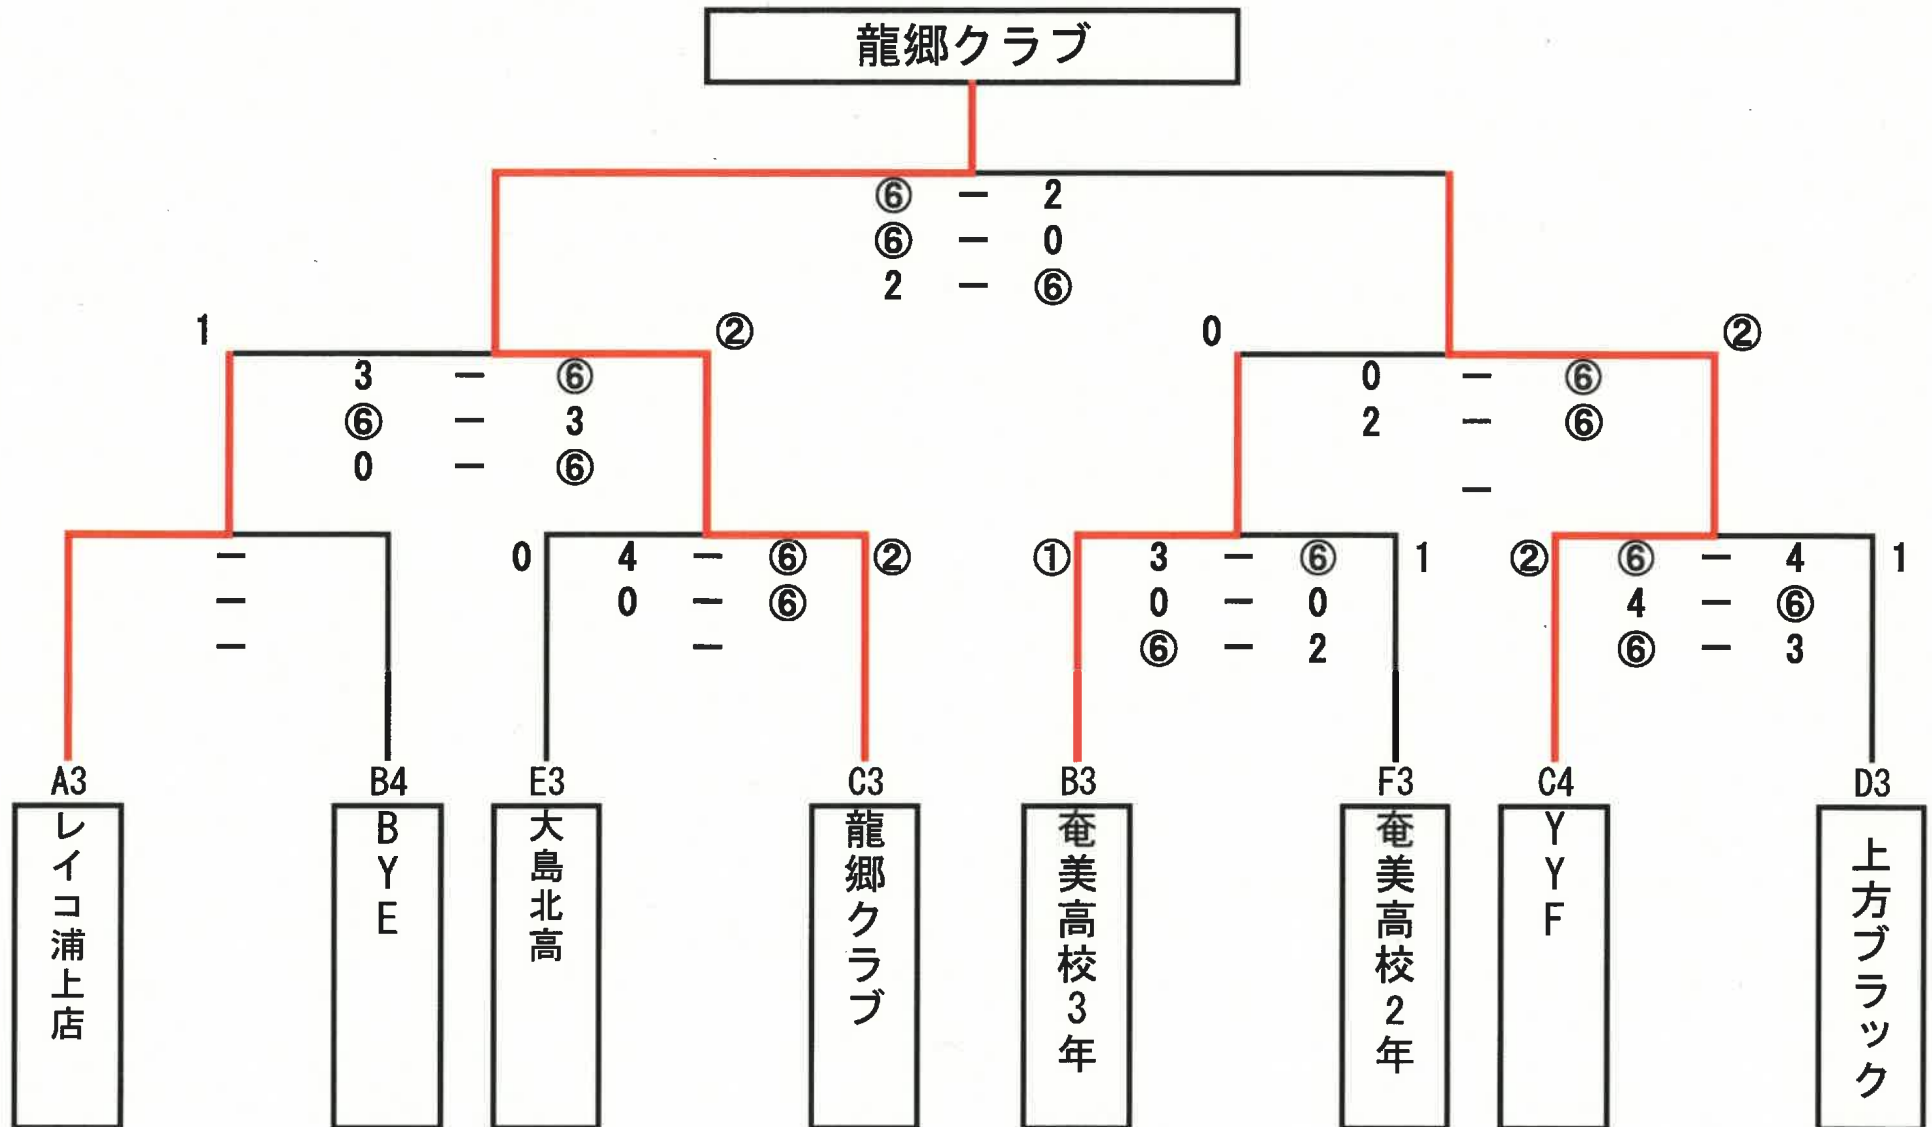 龍郷クラブ
⑥ — 2
⑥ — 0
2 — ⑥
1 ② 0 ②
3 — ⑥ 0 — ⑥
⑥ — 3 2 — ⑥
0 — ⑥
—
— 0 4 — ⑥ ② ① 3 — ⑥ 1 ② ⑥ — 4 1
— 0 — ⑥ 0 — 0 4 — ⑥
— — ⑥ — 2 ⑥ — 3
A3 B4 E3 C3 B3 F3 C4 D3
レイコ浦上店
BYE
大島北高
龍郷クラブ
奄美高校3年
奄美高校2年
YYF
上方ブラック